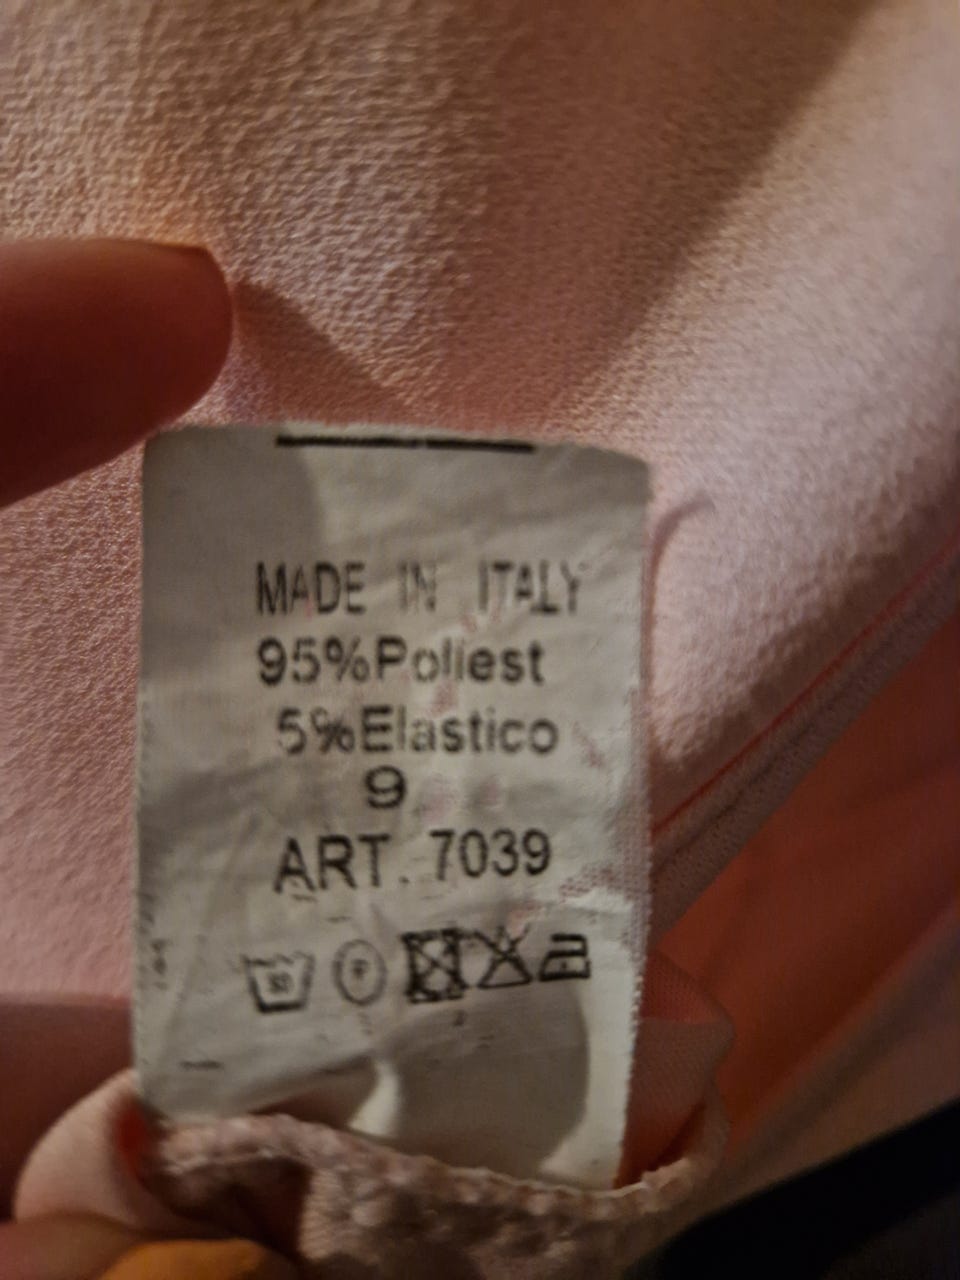 MADE IN ITALY
95%Poliest
5%Elastico
9
ART. 7039